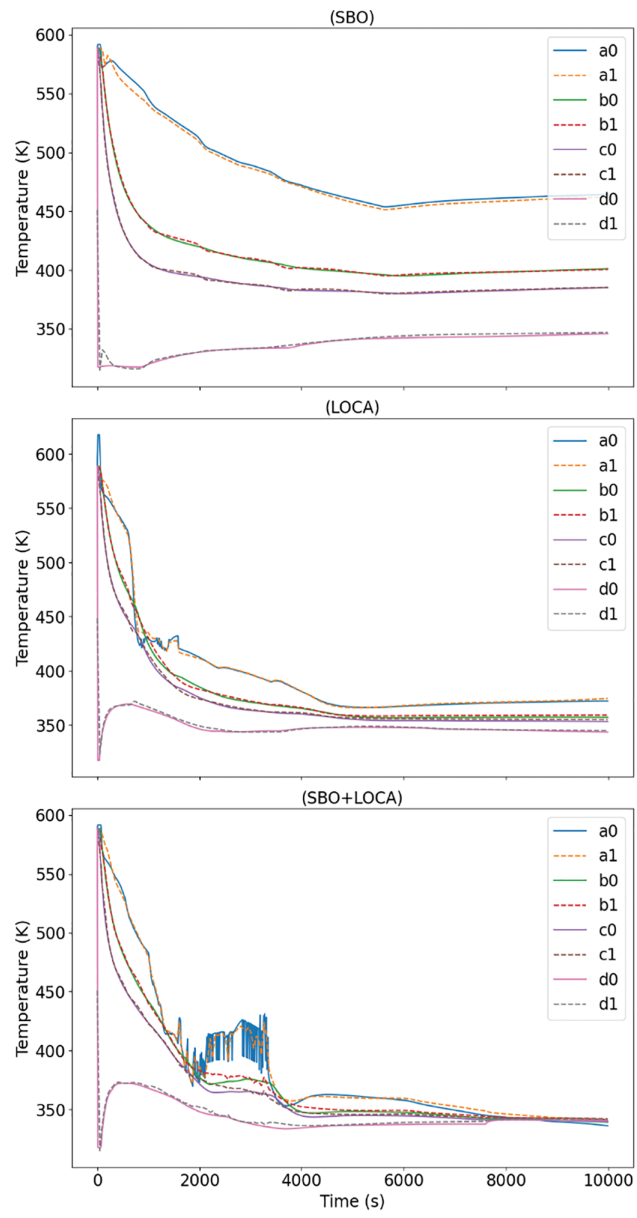 (SBO)
Temperature (K)
600
550
500
450
400
350
a0
a1
b0
b1
c0
c1
d0
d1
(LOCA)
Temperature (K)
600
550
500
450
400
350
a0
a1
b0
b1
c0
c1
d0
d1
(SBO+LOCA)
Temperature (K)
600
550
500
450
400
350
a0
a1
b0
b1
c0
c1
d0
d1
0 2000 4000 6000 8000 10000
Time (s)